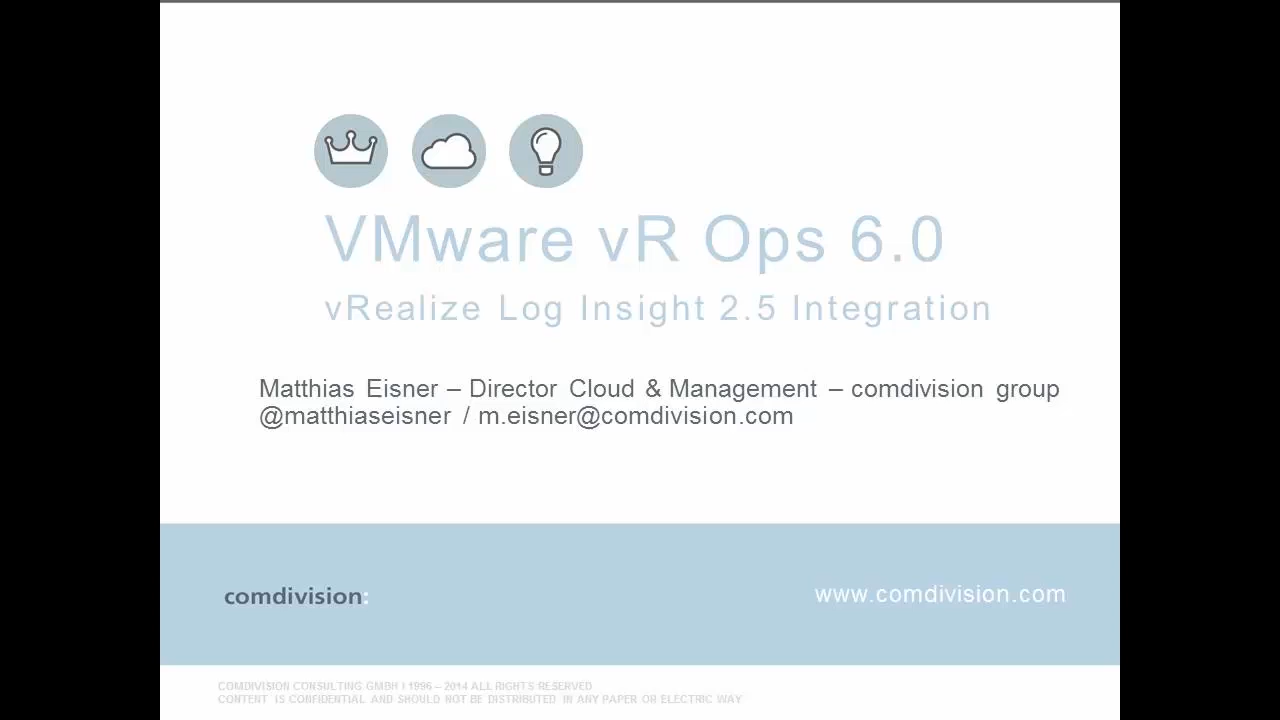 VMware vR Ops 6.0
vRealize Log Insight 2.5 Integration
Matthias Eisner – Director Cloud & Management – comdivision group
@matthiaseisner / m.eisner@comdivision.com
comdivision:
www.comdivision.com
COMDIVISION CONSULTING GMBH I 1996 – 2014 ALL RIGHTS RESERVED
CONTENT IS CONFIDENTIAL AND SHOULD NOT BE DISTRIBUTED IN ANY PAPER OR ELECTRIC WAY